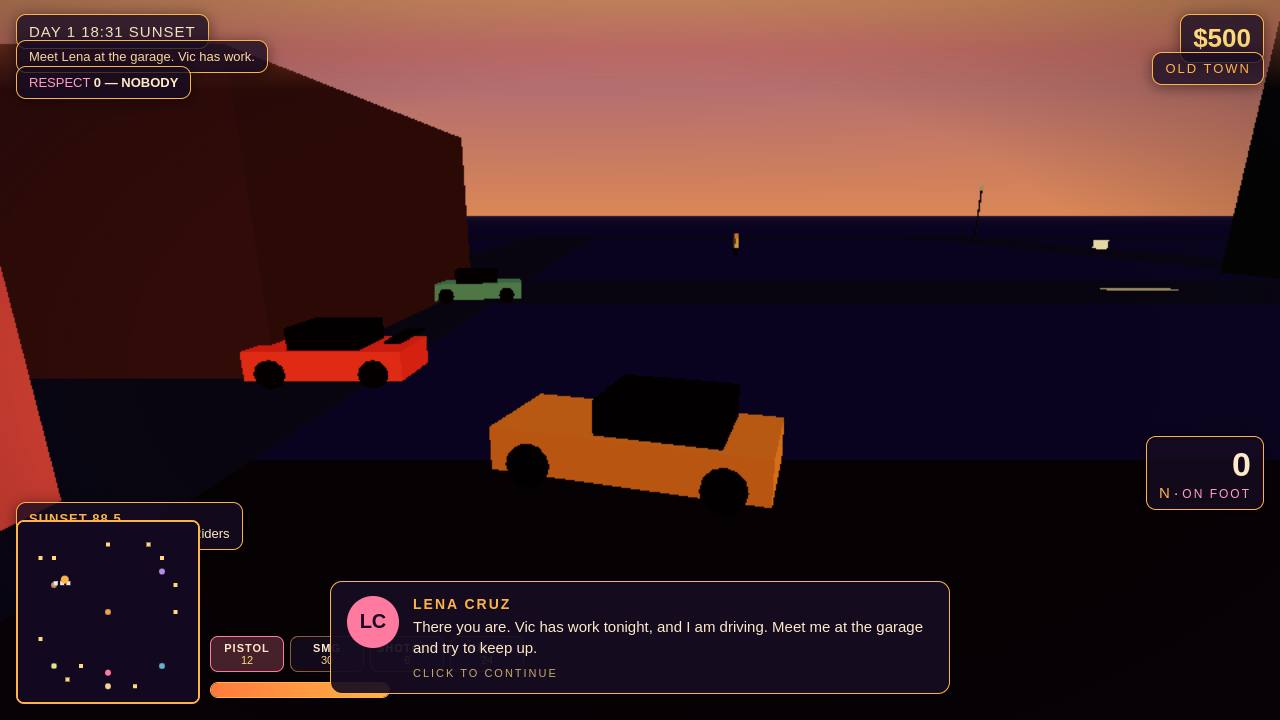 DAY 1 18:31 SUNSET
Meet Lena at the garage. Vic has work.
RESPECT 0 — NOBODY
$500
OLD TOWN
0
N · ON FOOT
SUNSET 88.5
iders
PISTOL
12
SMG
30
LC
LENA CRUZ
There you are. Vic has work tonight, and I am driving. Meet me at the garage
and try to keep up.
CLICK TO CONTINUE